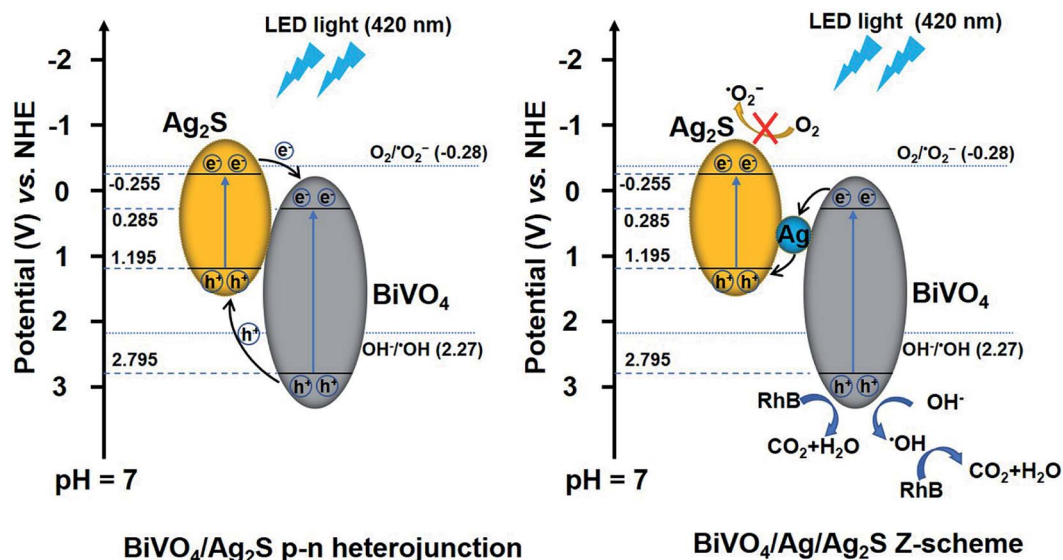 LED light (420 nm)
Potential (V) vs. NHE
-2
-1
0
1
2
3
Ag₂S
e⁻ e⁻
e⁻
O₂/•O₂⁻ (-0.28)
-0.255
e⁻ e⁻
0.285
1.195
h⁺ h⁺
BiVO₄
h⁺
OH⁻/•OH (2.27)
2.795
h⁺ h⁺
pH = 7
BiVO₄/Ag₂S p-n heterojunction
LED light (420 nm)
Potential (V) vs. NHE
-2
-1
0
1
2
3
•O₂⁻
O₂
Ag₂S
e⁻ e⁻
O₂/•O₂⁻ (-0.28)
-0.255
e⁻ e⁻
0.285
Ag
1.195
h⁺ h⁺
BiVO₄
OH⁻/•OH (2.27)
2.795
h⁺ h⁺
RhB
OH⁻
CO₂+H₂O
•OH
CO₂+H₂O
RhB
pH = 7
BiVO₄/Ag/Ag₂S Z-scheme